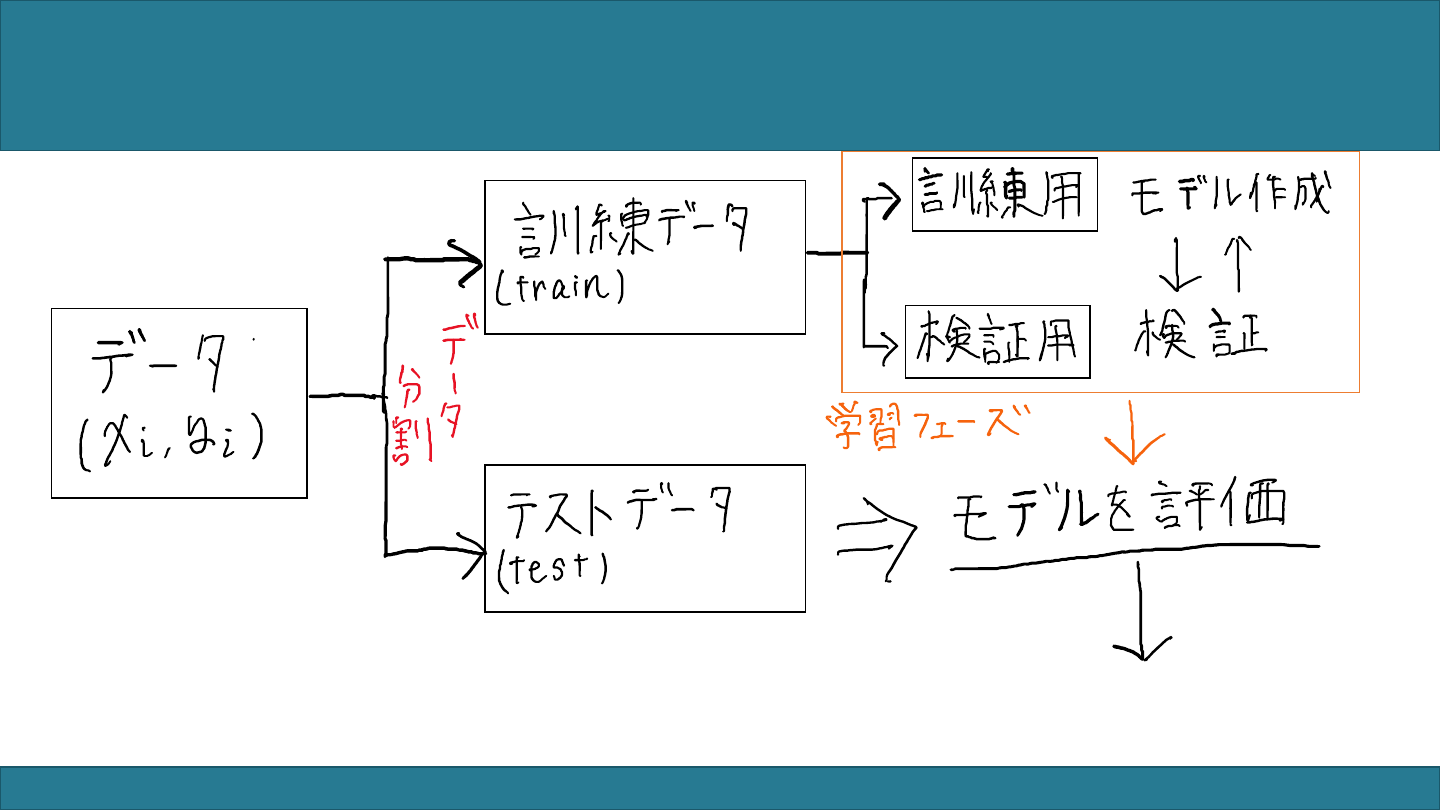 データ
(xi, yi)
データ
分割
訓練データ
(train)
テストデータ
(test)
訓練用
検証用
モデル作成
検証
学習フェーズ
モデルを評価